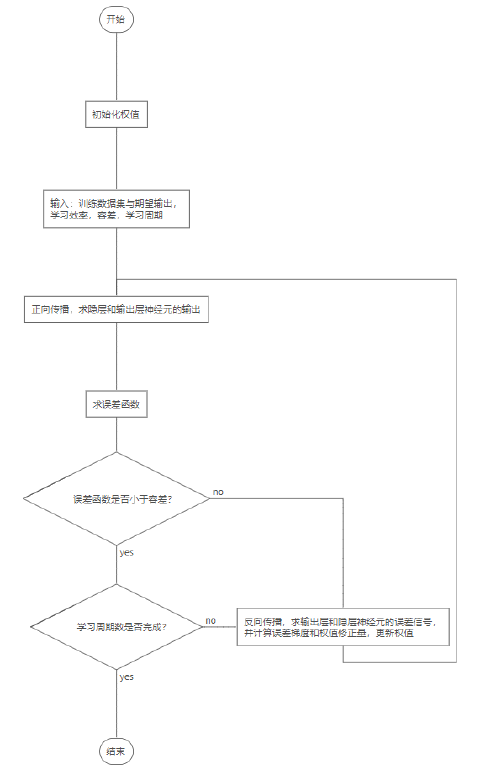 开始
初始化权值
输入：训练数据集与期望输出，
学习效率，容差，学习周期
正向传播，求隐层和输出层神经元的输出
求误差函数
误差函数是否小于容差?
no
yes
学习周期数是否完成?
no
反向传播，求输出层和隐层神经元的误差信号，
并计算误差梯度和权值修正量，更新权值
yes
结束